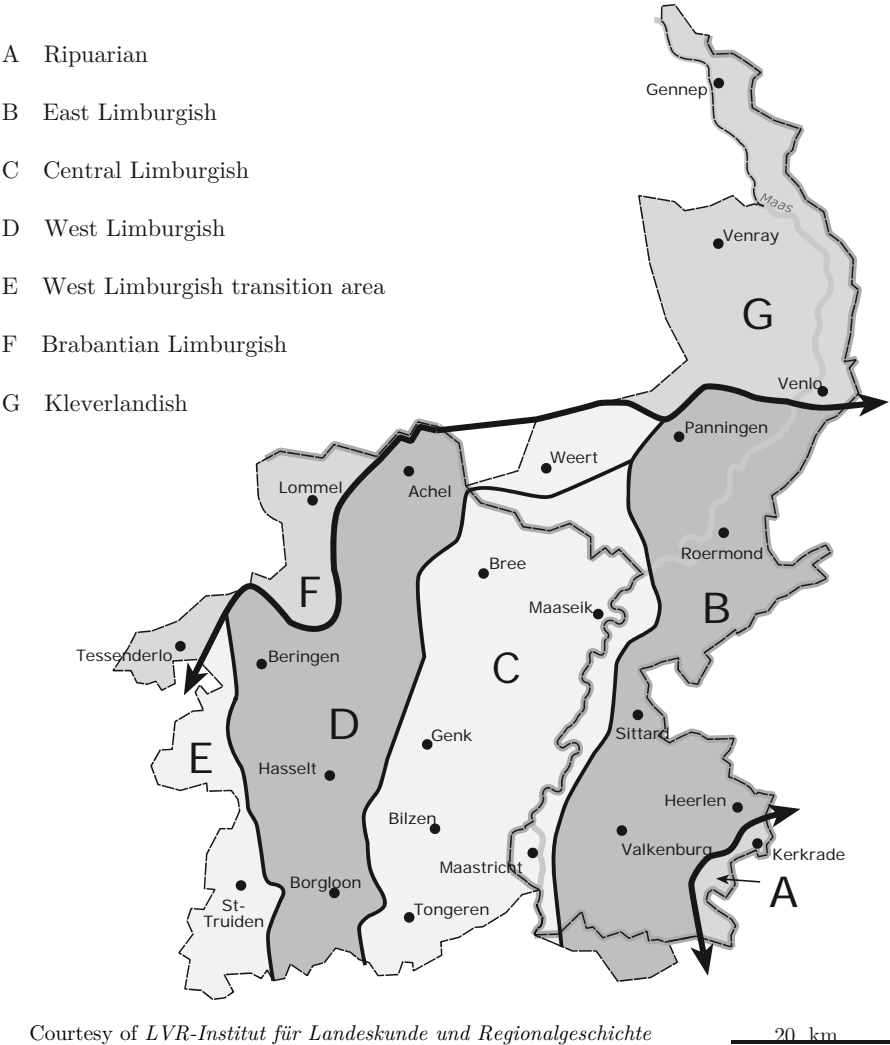 A Ripuarian
B East Limburgish
C Central Limburgish
D West Limburgish
E West Limburgish transition area
F Brabantian Limburgish
G Kleverlandish
Gennep
Maas
Venray
G
Venlo
Panningen
Weert
Lommel
Achel
Roermond
Bree
F
Maaseik
B
Tessenderlo
Beringen
C
D
Sittard
Genk
E
Hasselt
Heerlen
Bilzen
Valkenburg
Kerkrade
Maastricht
A
Borgloon
St-
Truiden
Tongeren
Courtesy of LVR-Institut für Landeskunde und Regionalgeschichte
20 km